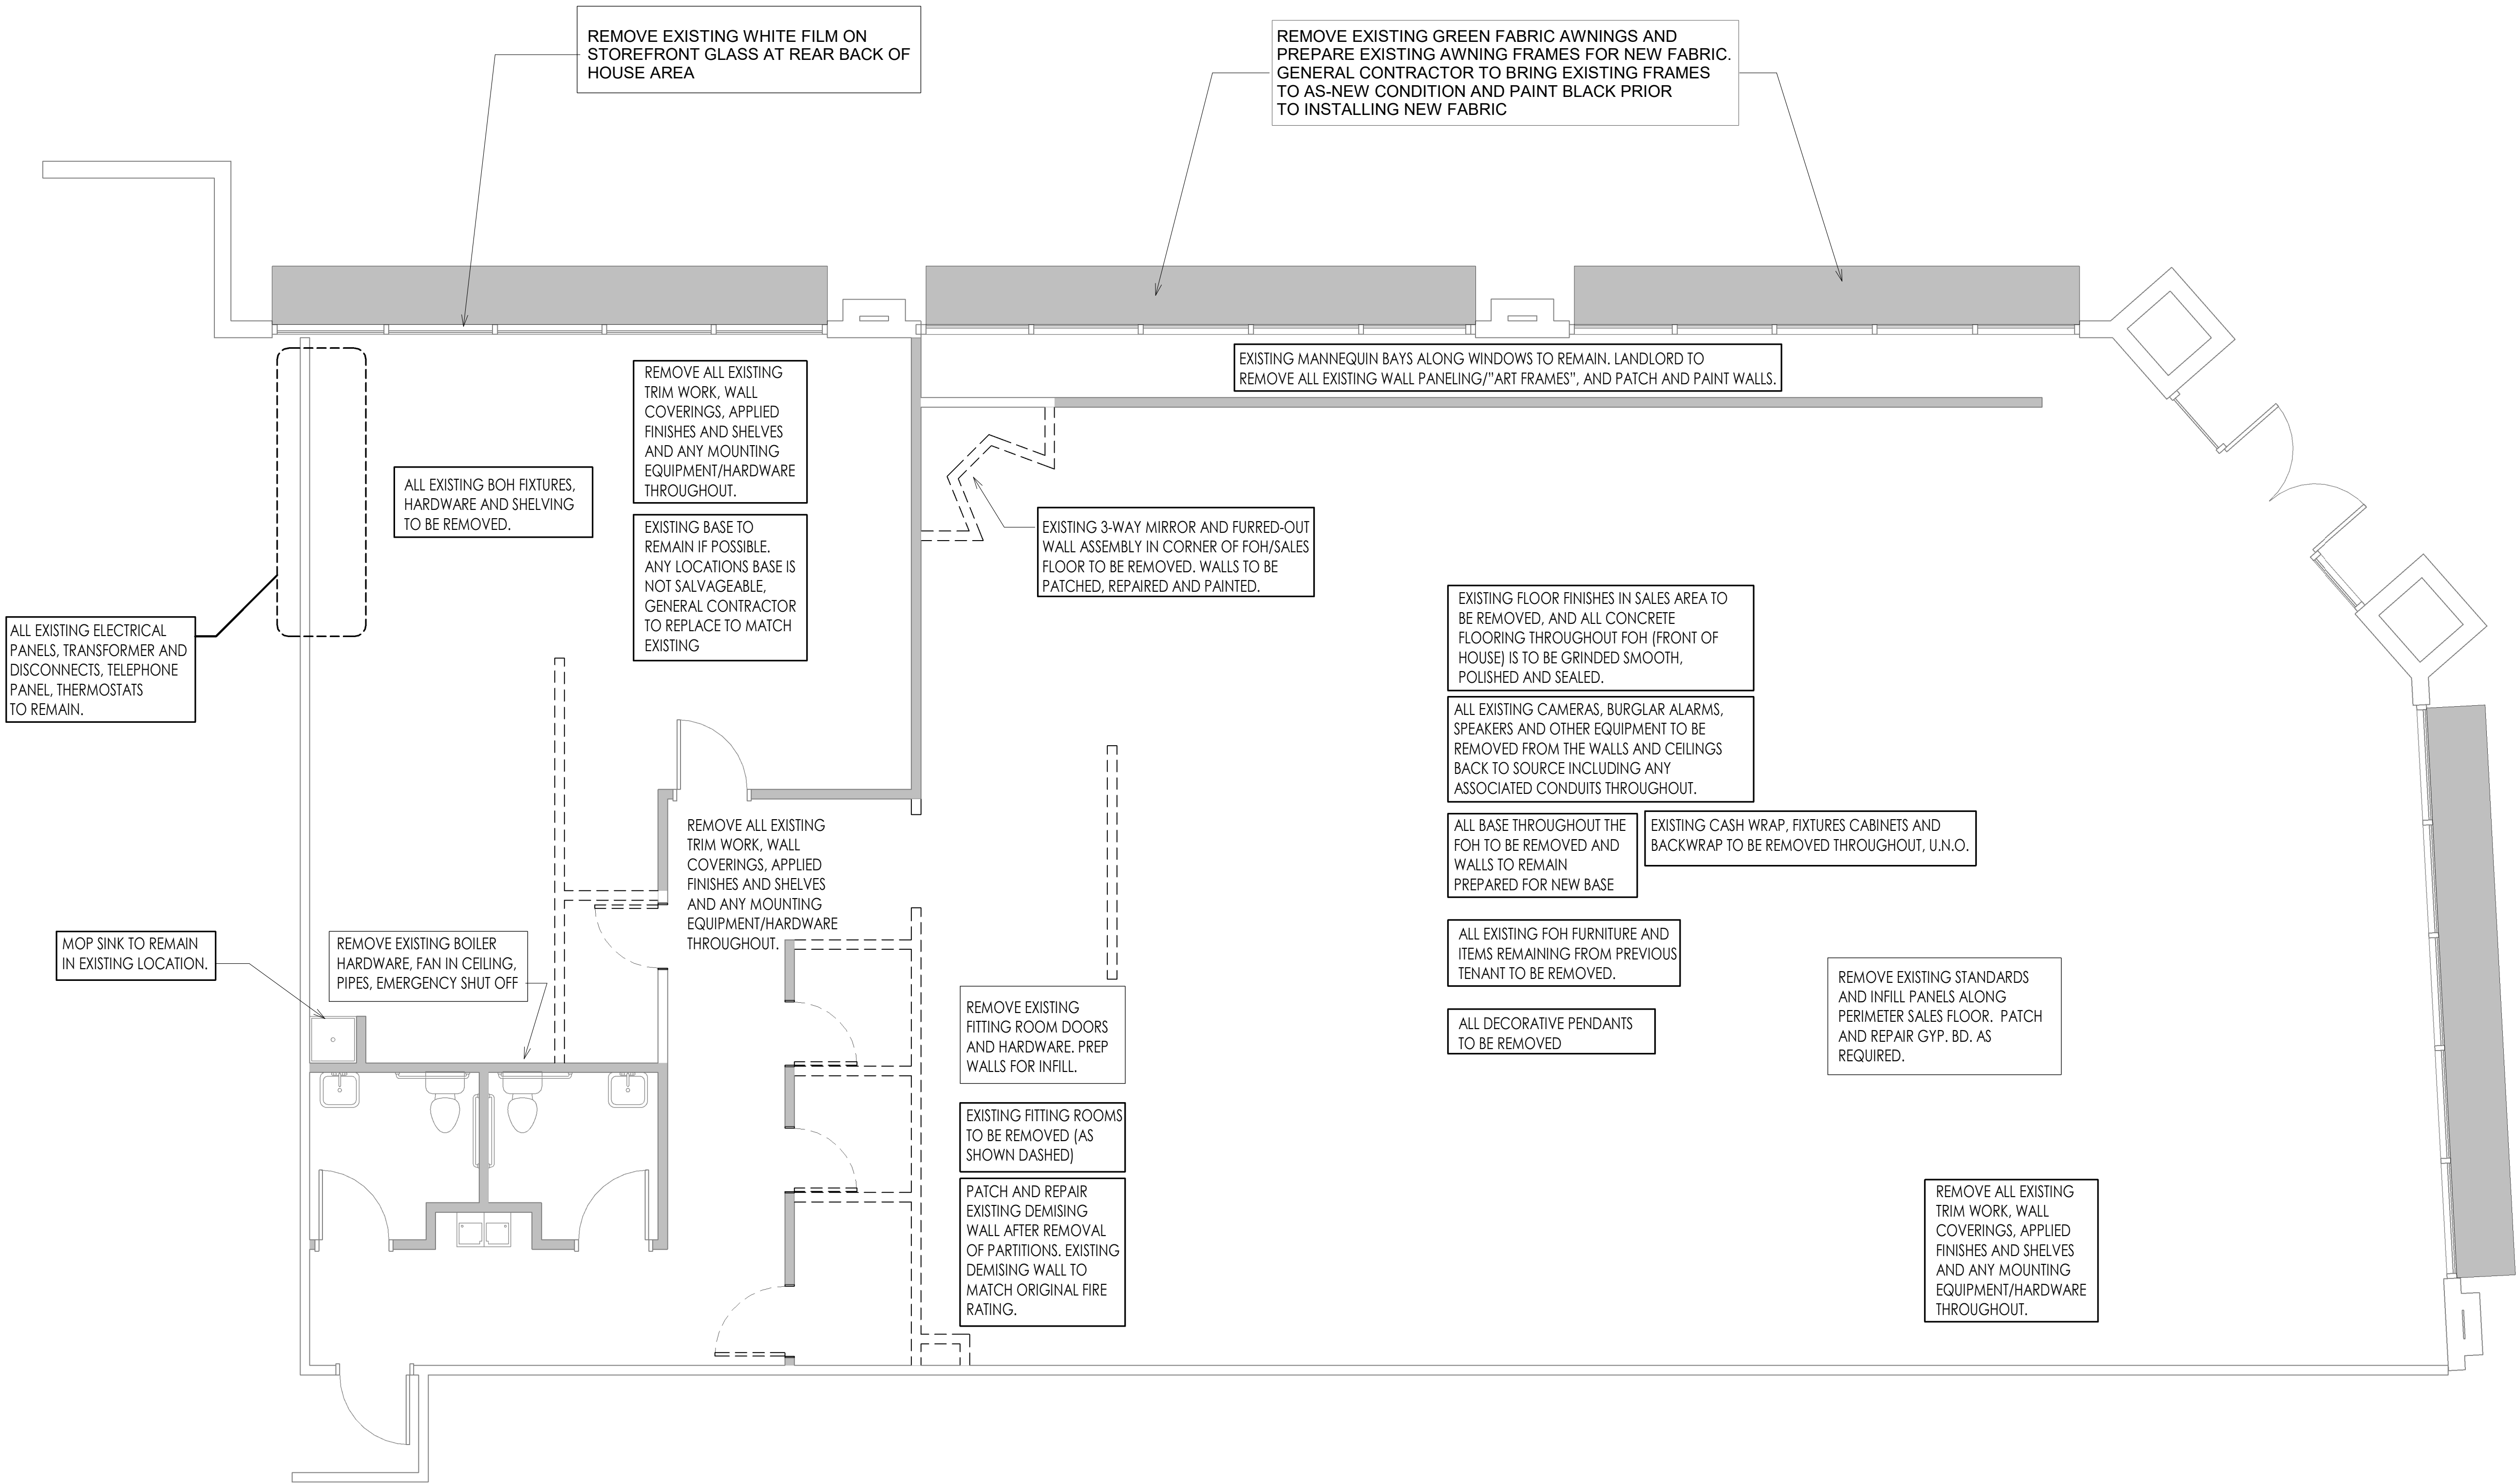 REMOVE EXISTING WHITE FILM ON
STOREFRONT GLASS AT REAR BACK OF
HOUSE AREA
REMOVE EXISTING GREEN FABRIC AWNINGS AND
PREPARE EXISTING AWNING FRAMES FOR NEW FABRIC.
GENERAL CONTRACTOR TO BRING EXISTING FRAMES
TO AS-NEW CONDITION AND PAINT BLACK PRIOR
TO INSTALLING NEW FABRIC
EXISTING MANNEQUIN BAYS ALONG WINDOWS TO REMAIN. LANDLORD TO
REMOVE ALL EXISTING WALL PANELING/"ART FRAMES", AND PATCH AND PAINT WALLS.
REMOVE ALL EXISTING
TRIM WORK, WALL
COVERINGS, APPLIED
FINISHES AND SHELVES
AND ANY MOUNTING
EQUIPMENT/HARDWARE
THROUGHOUT.
ALL EXISTING BOH FIXTURES,
HARDWARE AND SHELVING
TO BE REMOVED.
EXISTING BASE TO
REMAIN IF POSSIBLE.
ANY LOCATIONS BASE IS
NOT SALVAGEABLE,
GENERAL CONTRACTOR
TO REPLACE TO MATCH
EXISTING
EXISTING 3-WAY MIRROR AND FURRED-OUT
WALL ASSEMBLY IN CORNER OF FOH/SALES
FLOOR TO BE REMOVED. WALLS TO BE
PATCHED, REPAIRED AND PAINTED.
ALL EXISTING ELECTRICAL
PANELS, TRANSFORMER AND
DISCONNECTS, TELEPHONE
PANEL, THERMOSTATS
TO REMAIN.
EXISTING FLOOR FINISHES IN SALES AREA TO
BE REMOVED, AND ALL CONCRETE
FLOORING THROUGHOUT FOH (FRONT OF
HOUSE) IS TO BE GRINDED SMOOTH,
POLISHED AND SEALED.
ALL EXISTING CAMERAS, BURGLAR ALARMS,
SPEAKERS AND OTHER EQUIPMENT TO BE
REMOVED FROM THE WALLS AND CEILINGS
BACK TO SOURCE INCLUDING ANY
ASSOCIATED CONDUITS THROUGHOUT.
ALL BASE THROUGHOUT THE
FOH TO BE REMOVED AND
WALLS TO REMAIN
PREPARED FOR NEW BASE
EXISTING CASH WRAP, FIXTURES CABINETS AND
BACKWRAP TO BE REMOVED THROUGHOUT, U.N.O.
REMOVE ALL EXISTING
TRIM WORK, WALL
COVERINGS, APPLIED
FINISHES AND SHELVES
AND ANY MOUNTING
EQUIPMENT/HARDWARE
THROUGHOUT.
MOP SINK TO REMAIN
IN EXISTING LOCATION.
REMOVE EXISTING BOILER
HARDWARE, FAN IN CEILING,
PIPES, EMERGENCY SHUT OFF
ALL EXISTING FOH FURNITURE AND
ITEMS REMAINING FROM PREVIOUS
TENANT TO BE REMOVED.
ALL DECORATIVE PENDANTS
TO BE REMOVED
REMOVE EXISTING STANDARDS
AND INFILL PANELS ALONG
PERIMETER SALES FLOOR. PATCH
AND REPAIR GYP. BD. AS
REQUIRED.
REMOVE EXISTING
FITTING ROOM DOORS
AND HARDWARE. PREP
WALLS FOR INFILL.
EXISTING FITTING ROOMS
TO BE REMOVED (AS
SHOWN DASHED)
PATCH AND REPAIR
EXISTING DEMISING
WALL AFTER REMOVAL
OF PARTITIONS. EXISTING
DEMISING WALL TO
MATCH ORIGINAL FIRE
RATING.
REMOVE ALL EXISTING
TRIM WORK, WALL
COVERINGS, APPLIED
FINISHES AND SHELVES
AND ANY MOUNTING
EQUIPMENT/HARDWARE
THROUGHOUT.